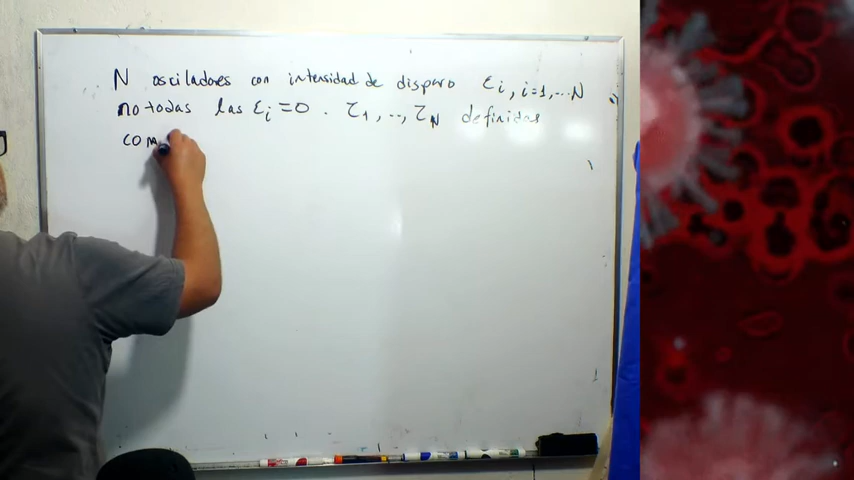 N osciladores con intensidad de disparo ε_i, i=1,...N
no todas las ε_i = 0. τ_1, .., τ_N definidas
com